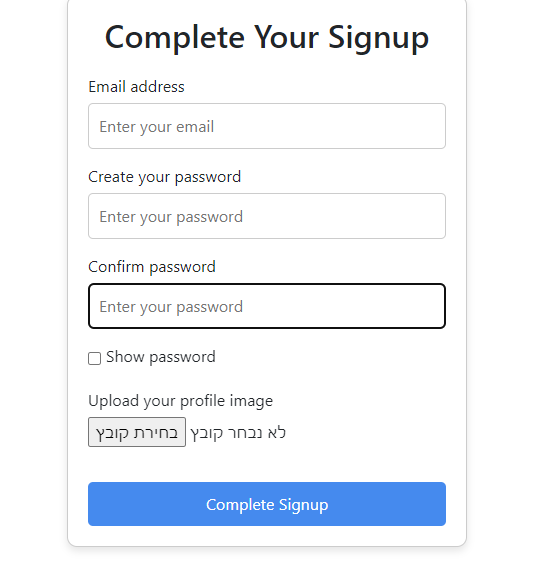 Complete Your Signup
Email address
Enter your email
Create your password
Enter your password
Confirm password
Enter your password
Show password
Upload your profile image
בחירת קובץ לא נבחר קובץ
Complete Signup